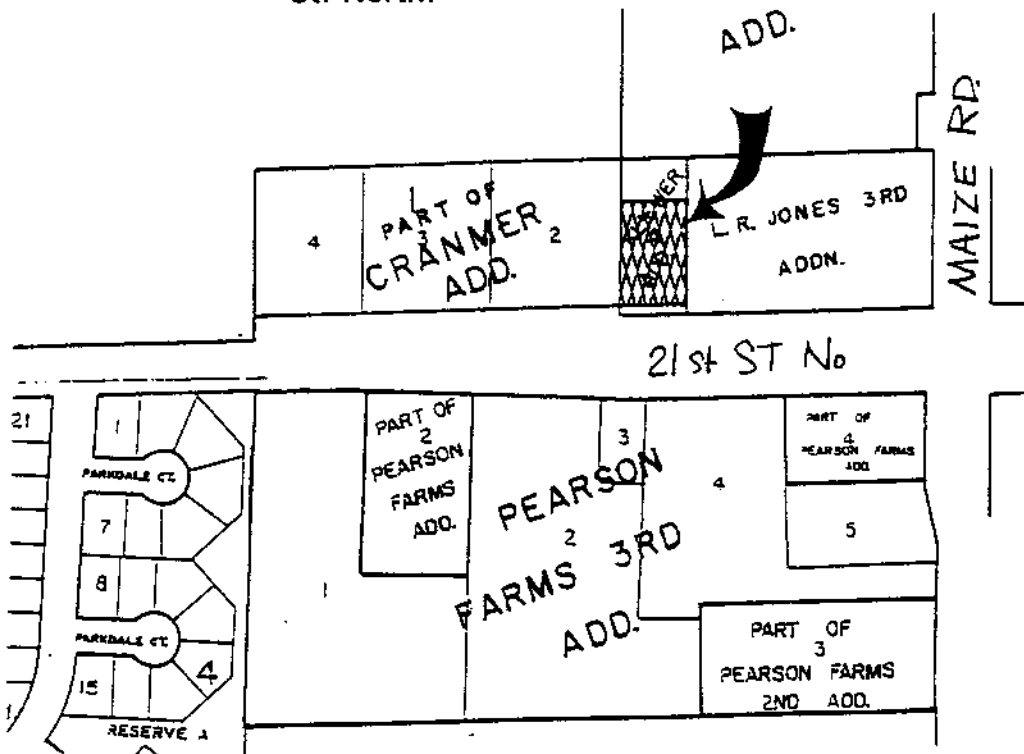 ADD.
MAIZE RD.
PART OF
CRANMER
ADD.
1
4
3
2
L. R. JONES 3RD
ADDN.
21st ST No
21
1
PARKDALE CT.
7
8
PARKDALE CT.
15
4
RESERVE A
PART OF
2
PEARSON
FARMS
ADD.
1
PEARSON
FARMS 3RD
ADD.
2
3
4
PART OF
4
PEARSON FARMS
ADD.
5
PART OF
3
PEARSON FARMS
2ND ADD.